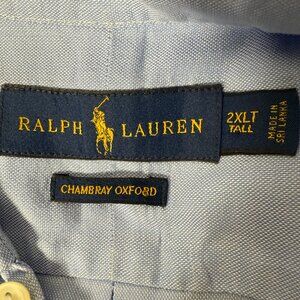 RALPH LAUREN
2XLT
TALL
MADE IN
SRI LANKA
CHAMBRAY OXFORD